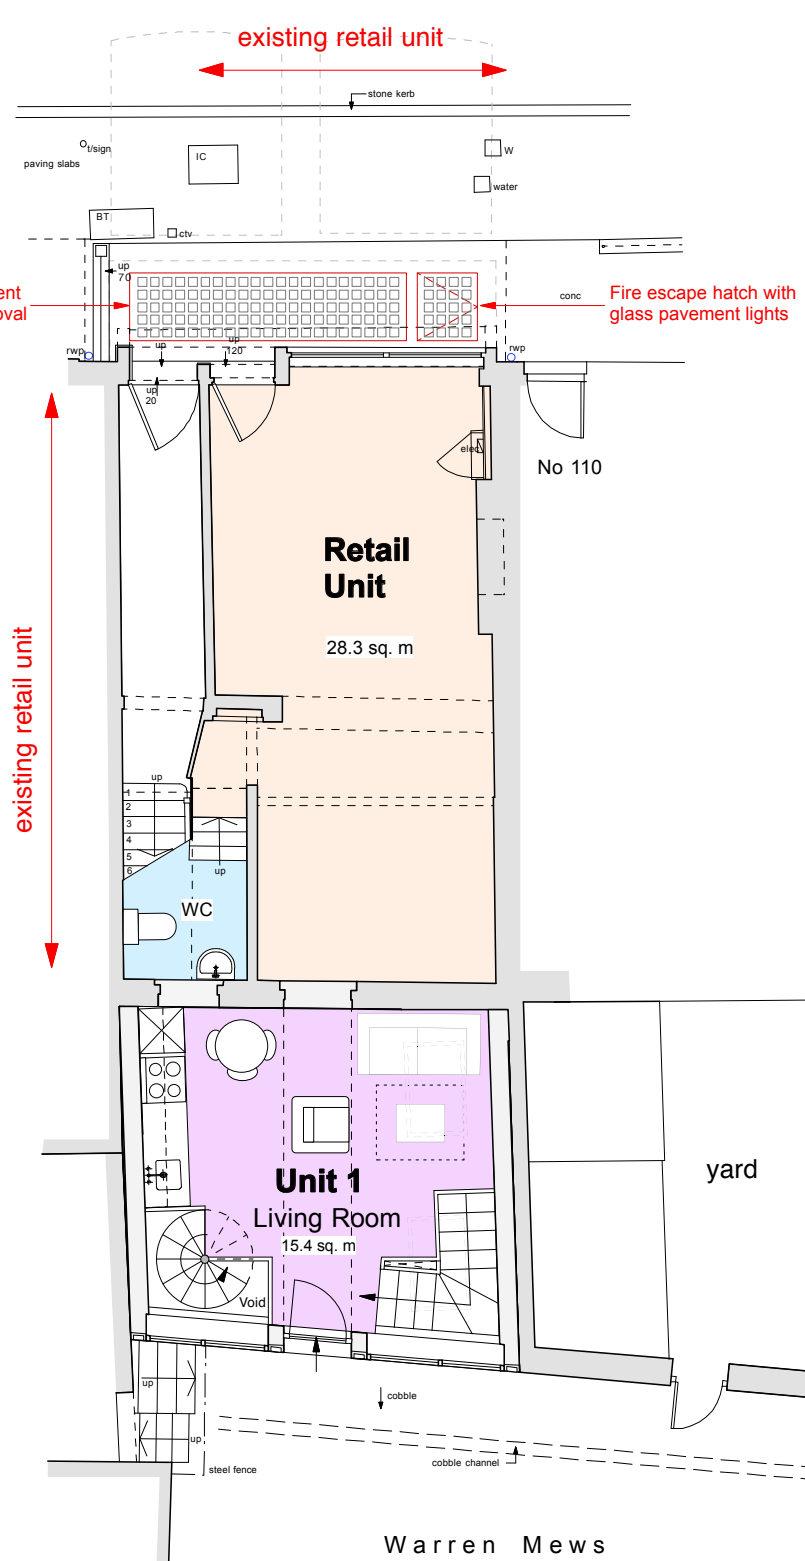 existing retail unit
stone kerb
t/sign
paving slabs
IC
W
water
BT
ctv
up
70
conc
Fire escape hatch with
glass pavement lights
up
up
120
rwp
rwp
up
20
elec
No 110
Retail
Unit
28.3 sq. m
existing retail unit
up
1
2
3
4
5
6
up
WC
Unit 1
Living Room
15.4 sq. m
yard
Void
up
up
cobble
steel fence
cobble channel
Warren Mews